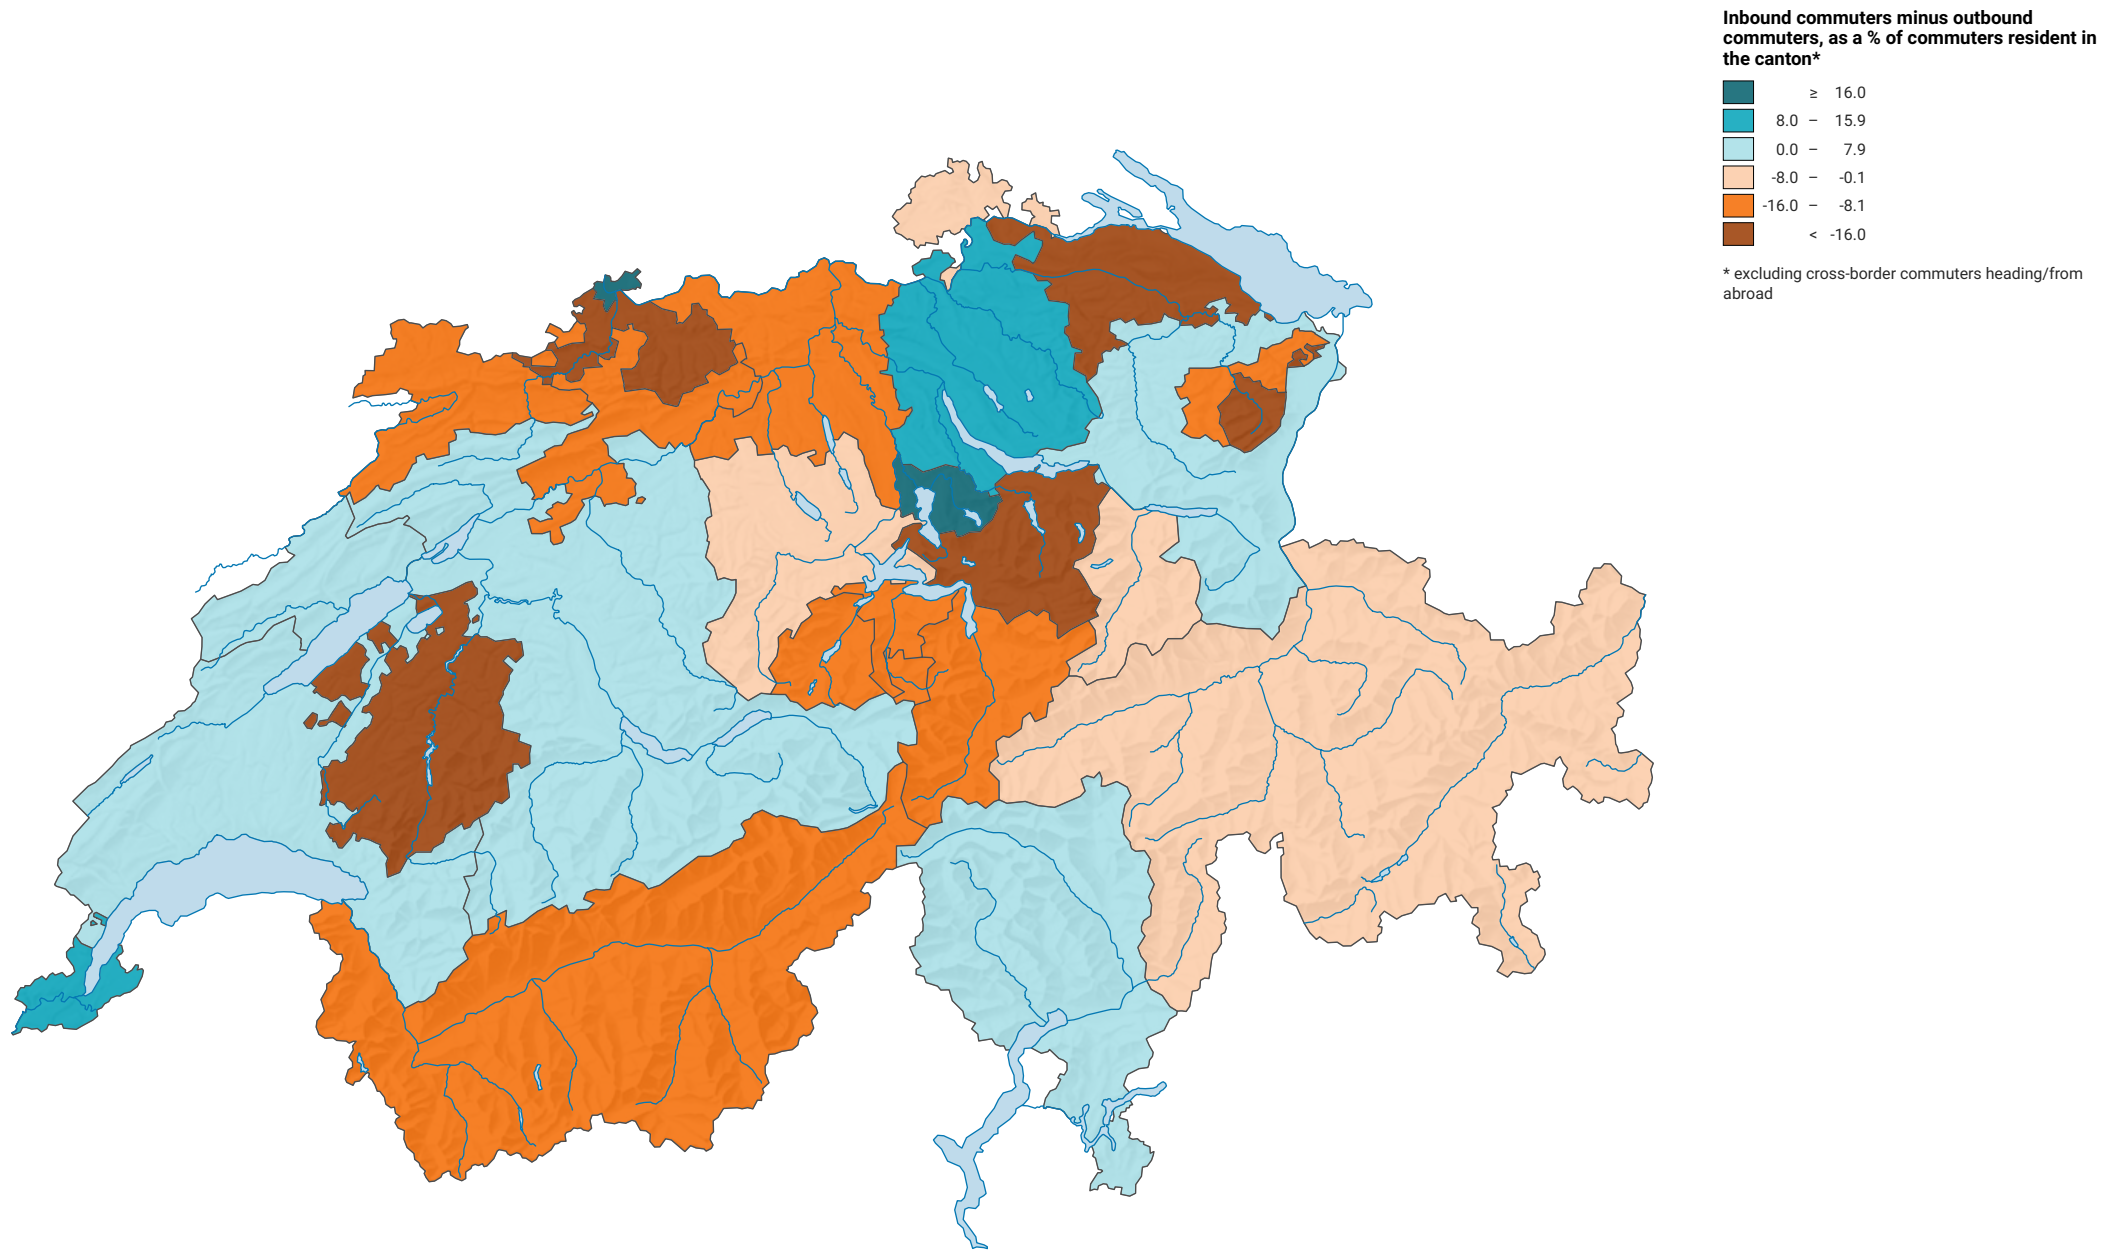 Inbound commuters minus outbound
commuters, as a % of commuters resident in
the canton*
≥ 16.0
8.0 – 15.9
0.0 – 7.9
-8.0 – -0.1
-16.0 – -8.1
< -16.0
* excluding cross-border commuters heading/from
abroad